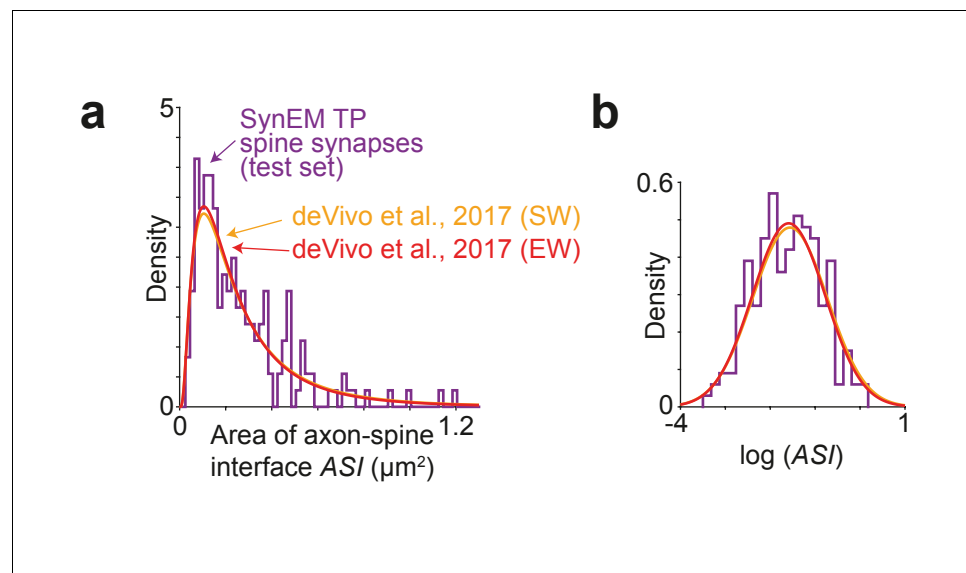 a
5
SynEM TP
spine synapses
(test set)
deVivo et al., 2017 (SW)
deVivo et al., 2017 (EW)
Density
0
0
1.2
Area of axon-spine
interface ASI (µm²)
b
0.6
Density
0
-4
1
log (ASI)